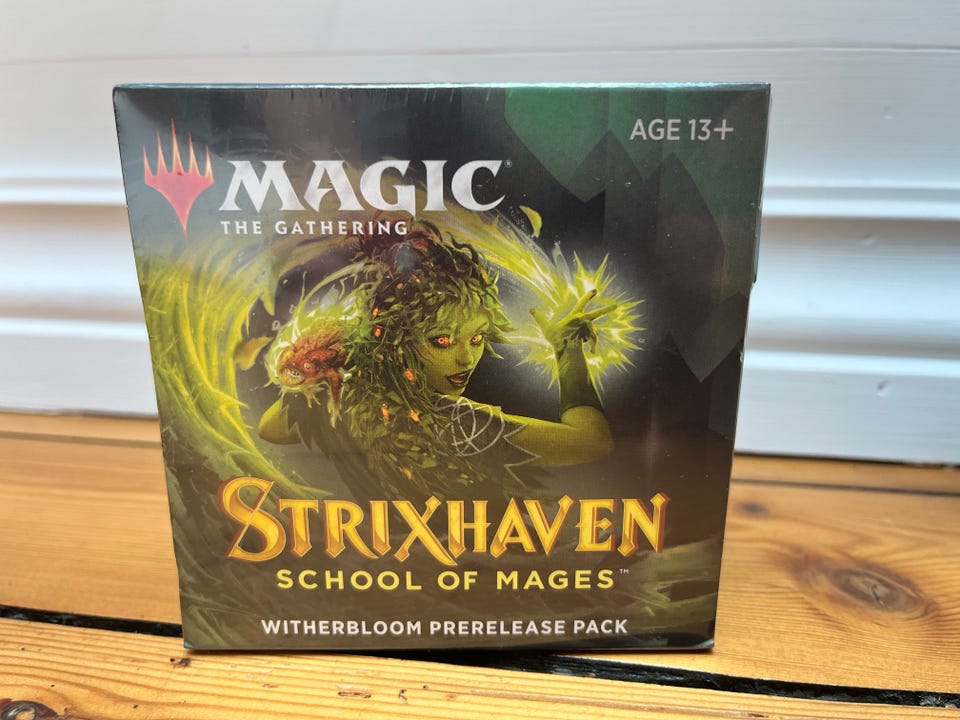 AGE 13+
MAGIC®
THE GATHERING
STRIXHAVEN
SCHOOL OF MAGES™
WITHERBLOOM PRERELEASE PACK